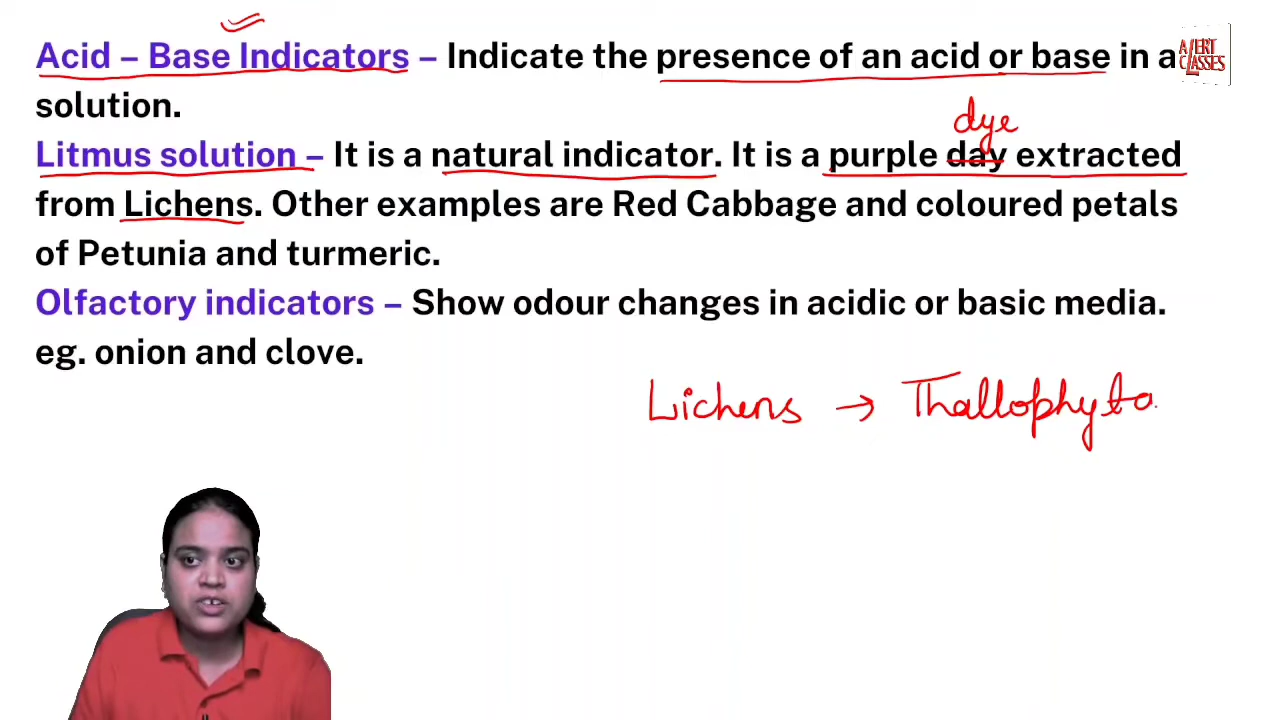 Acid – Base Indicators – Indicate the presence of an acid or base in a
solution.
dye
Litmus solution – It is a natural indicator. It is a purple day extracted
from Lichens. Other examples are Red Cabbage and coloured petals
of Petunia and turmeric.
Olfactory indicators – Show odour changes in acidic or basic media.
eg. onion and clove.
Lichens → Thallophyta
ALERT
CLASSES